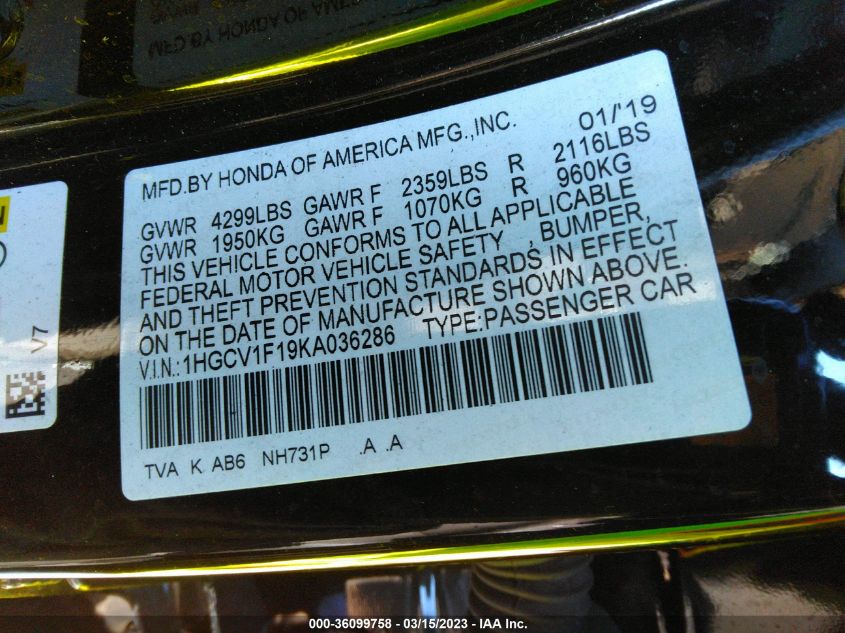 MFD.BY HONDA OF AMERICA MFG.,INC. 01/'19
GVWR 4299LBS GAWR F 2359LBS R 2116LBS
GVWR 1950KG GAWR F 1070KG R 960KG
THIS VEHICLE CONFORMS TO ALL APPLICABLE
FEDERAL MOTOR VEHICLE SAFETY , BUMPER,
AND THEFT PREVENTION STANDARDS IN EFFECT
ON THE DATE OF MANUFACTURE SHOWN ABOVE.
V.I.N.:1HGCV1F19KA036286 TYPE:PASSENGER CAR
TVA K AB6 NH731P .A .A
V7
000-36099758 - 03/15/2023 - IAA Inc.